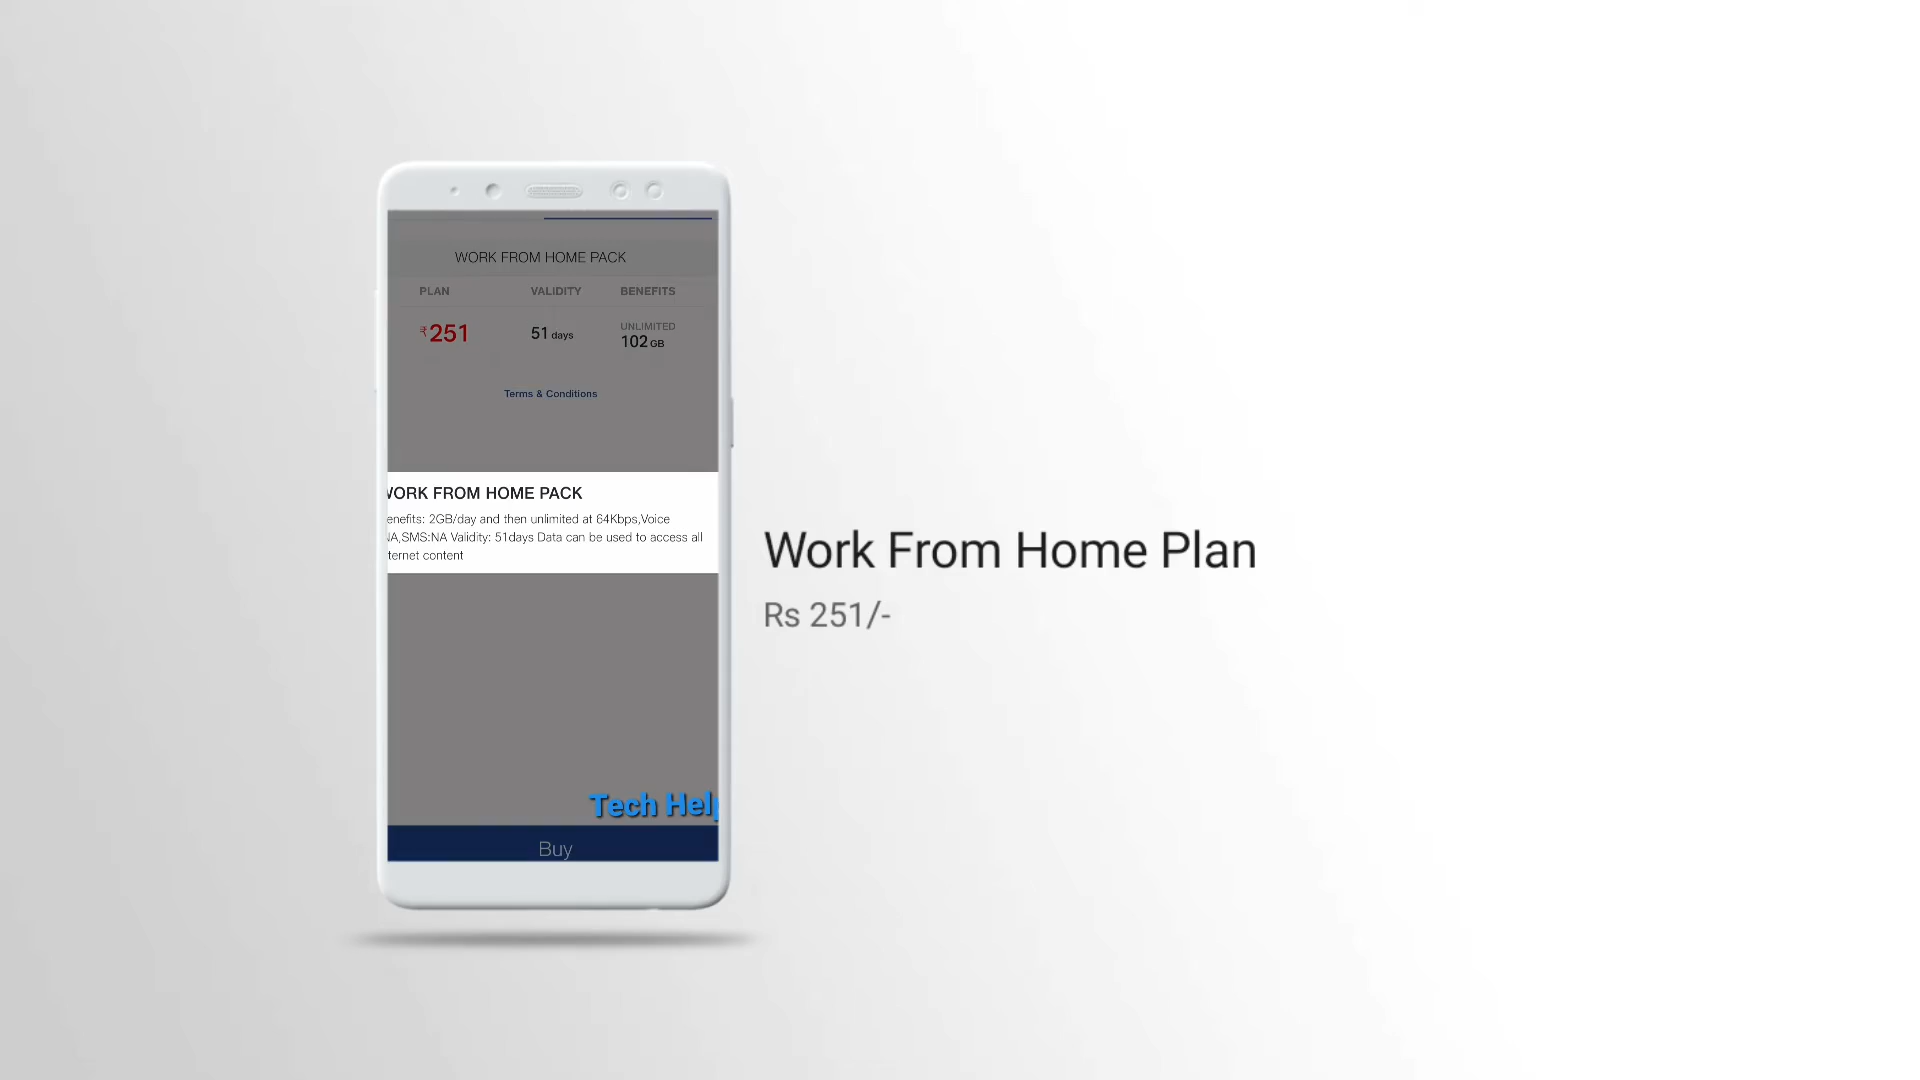 WORK FROM HOME PACK
PLAN VALIDITY BENEFITS
₹251 51 days UNLIMITED 102 GB
Terms & Conditions
WORK FROM HOME PACK
enefits: 2GB/day and then unlimited at 64Kbps,Voice
NA,SMS:NA Validity: 51days Data can be used to access all
ternet content
Work From Home Plan
Rs 251/-
Tech Help
Buy